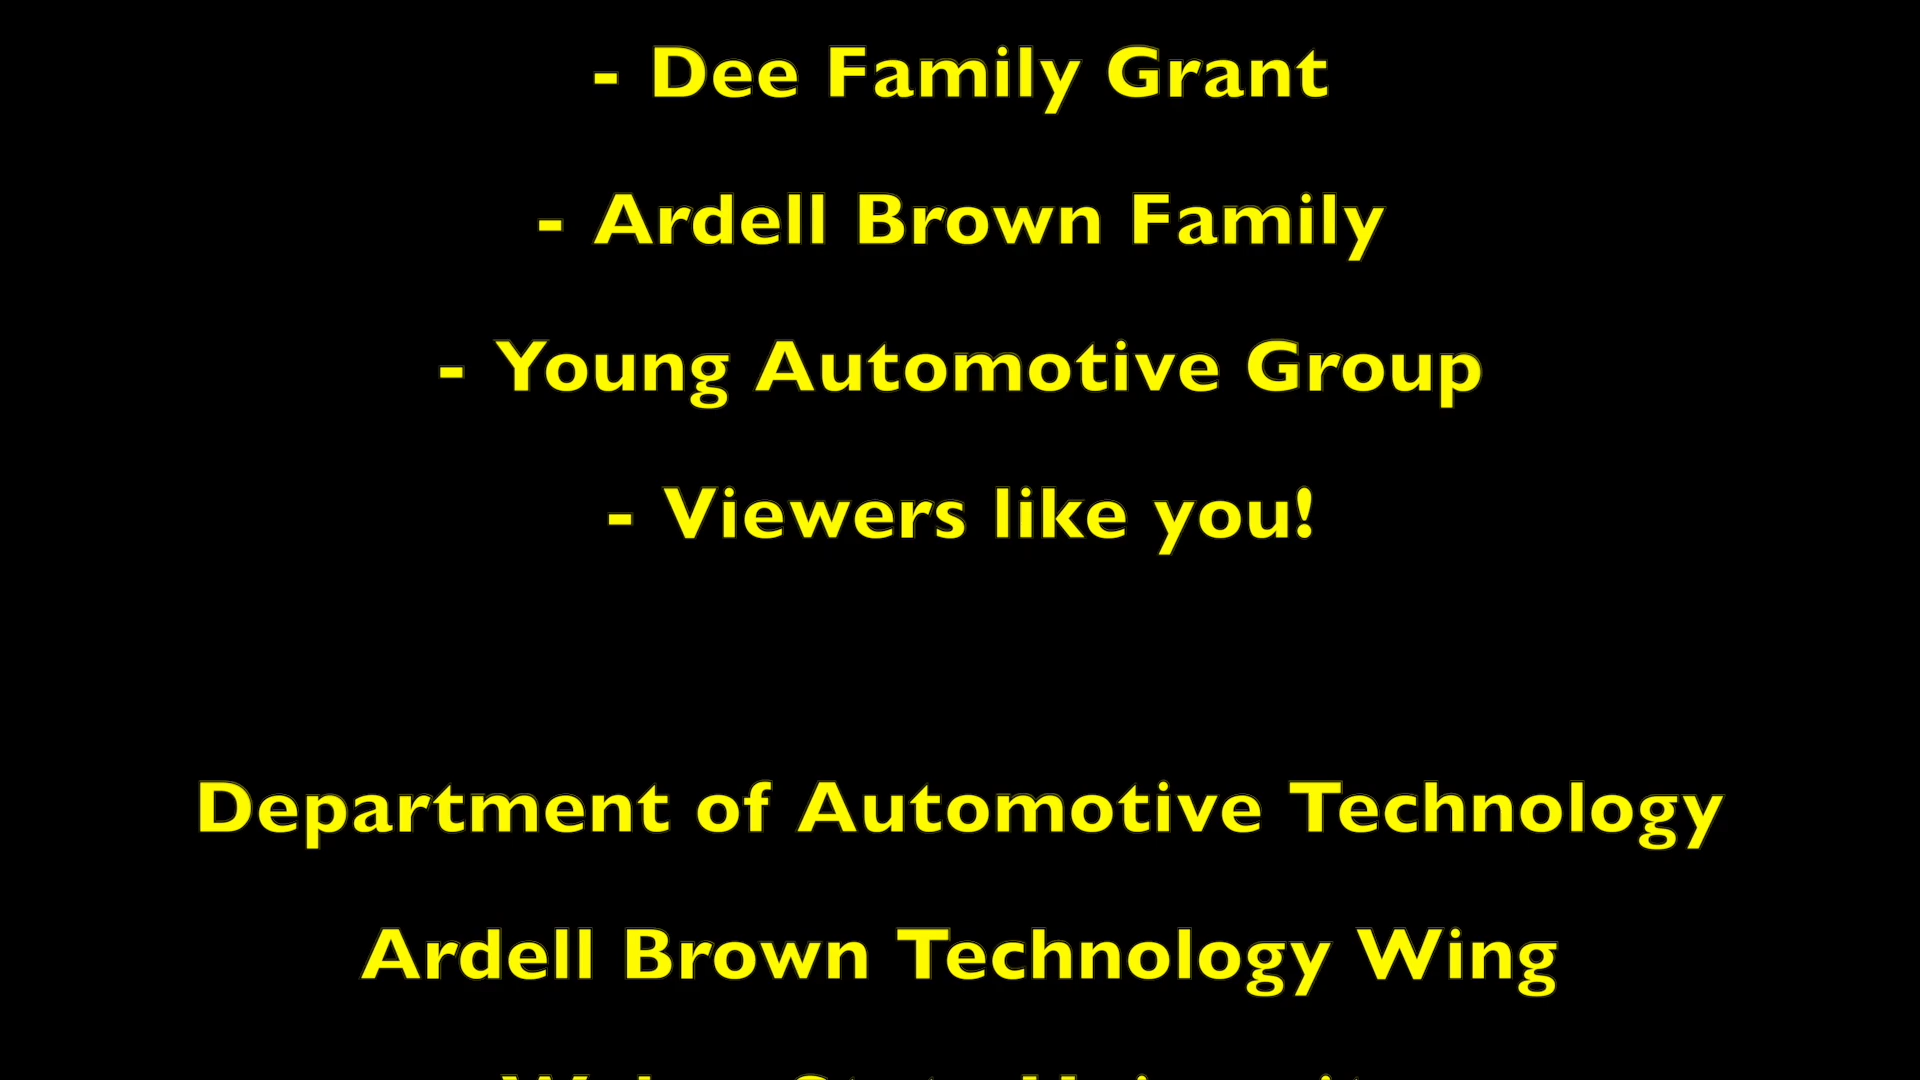 - Dee Family Grant
- Ardell Brown Family
- Young Automotive Group
- Viewers like you!
Department of Automotive Technology
Ardell Brown Technology Wing